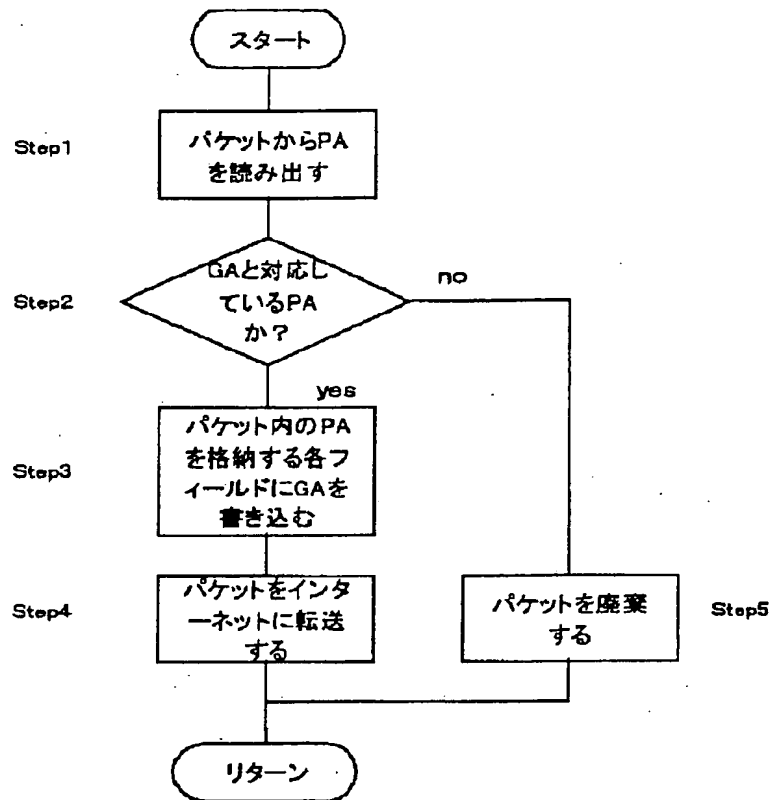 スタート
Step1
パケットからPA
を読み出す
Step2
GAと対応し
ているPA
か？
no
yes
Step3
パケット内のPA
を格納する各フ
ィールドにGAを
書き込む
Step4
パケットをインタ
ーネットに転送
する
パケットを廃棄
する
Step5
リターン